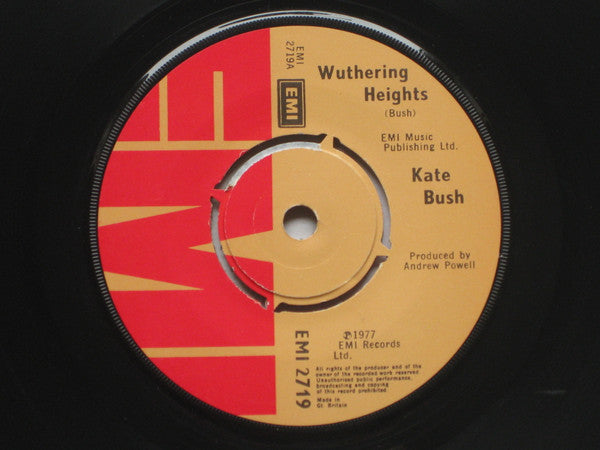 EMI
EMI
2719A
EMI
Wuthering
Heights
(Bush)
EMI Music
Publishing Ltd.
Kate
Bush
Produced by
Andrew Powell
℗1977
EMI Records
Ltd.
EMI 2719
All rights of the producer and of the
owner of the recorded work reserved
Unauthorised public performance,
broadcasting and copying
of this record prohibited
Made in
Gt Britain